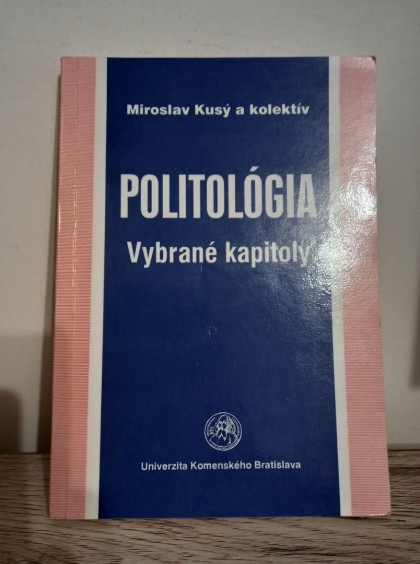 Miroslav Kusý a kolektív
POLITOLÓGIA
Vybrané kapitoly
Univerzita Komenského Bratislava